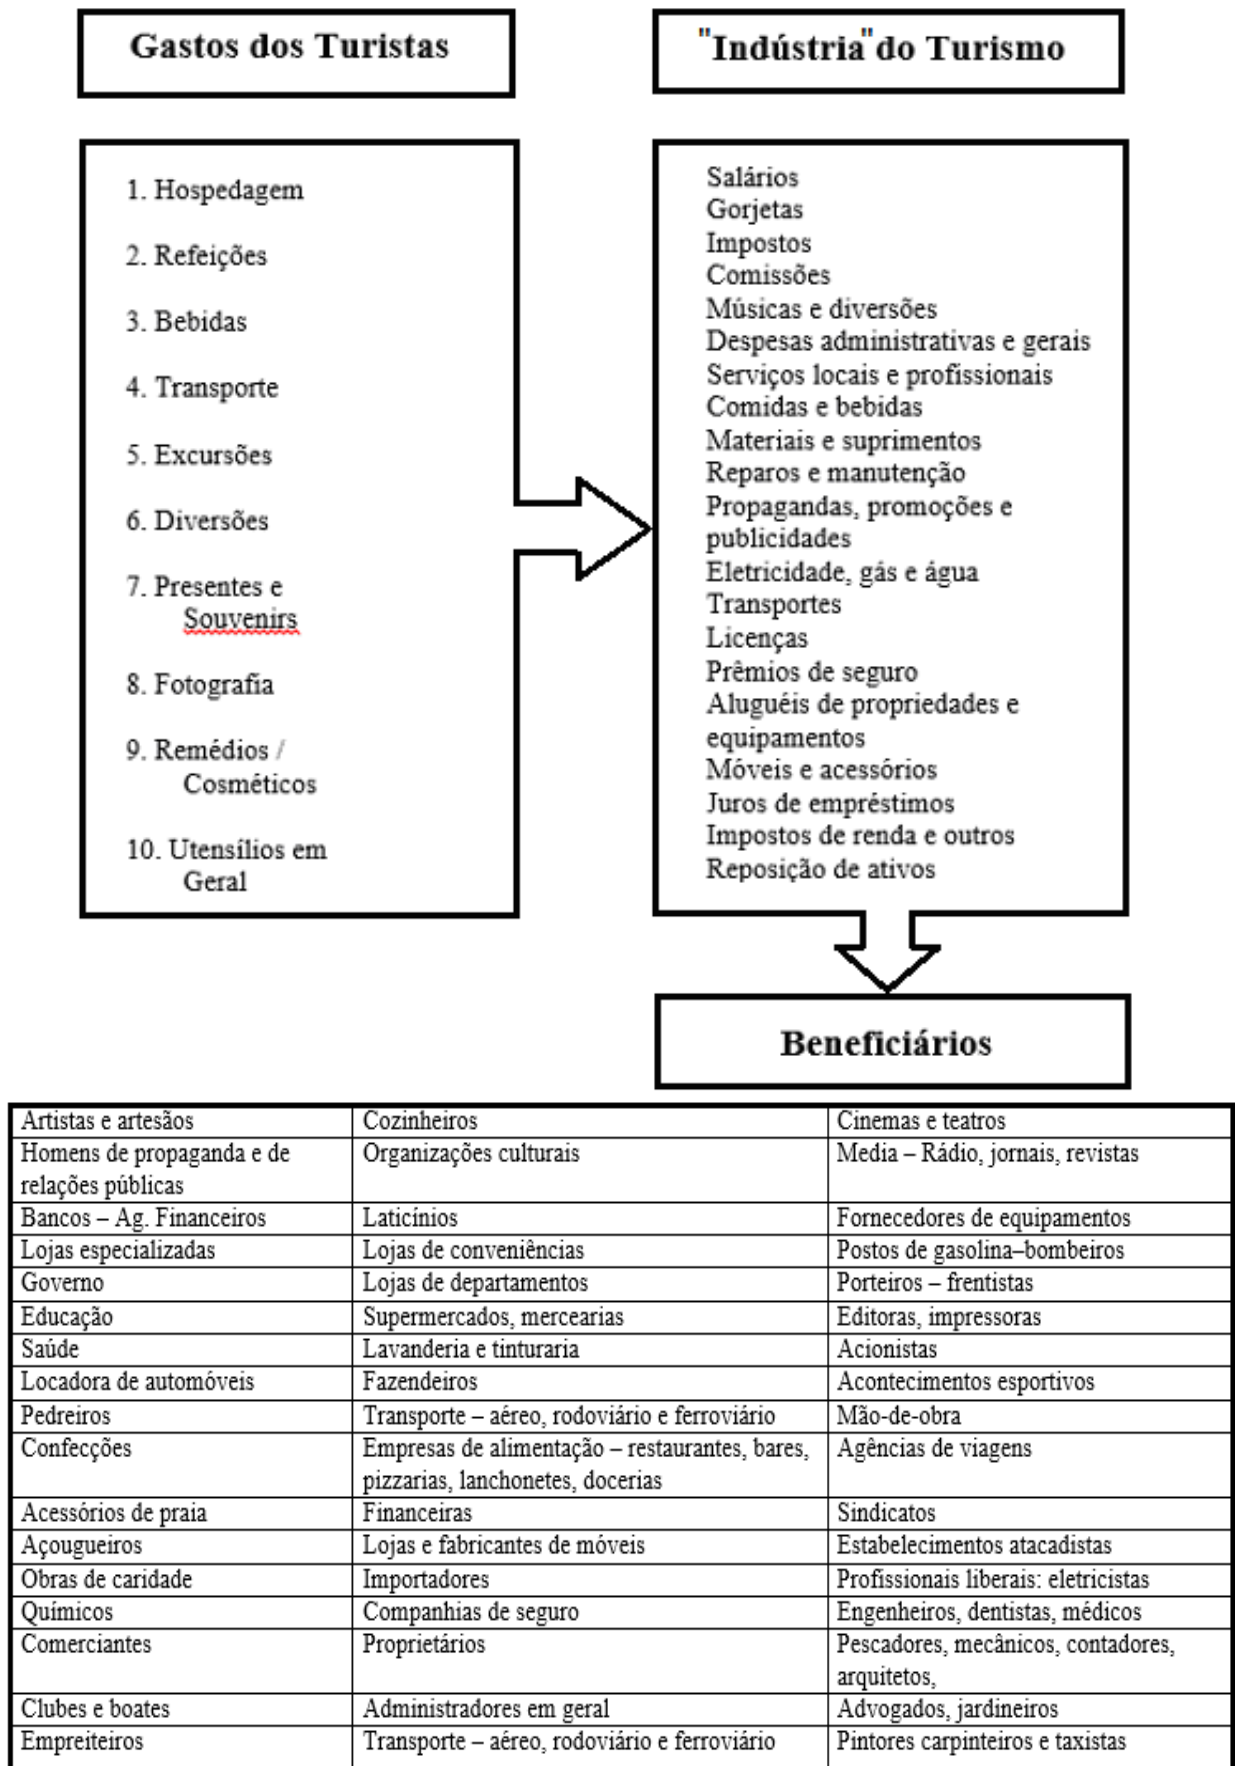 Gastos dos Turistas
"Indústria"do Turismo
1. Hospedagem
2. Refeições
3. Bebidas
4. Transporte
5. Excursões
6. Diversões
7. Presentes e
Souvenirs
8. Fotografia
9. Remédios /
Cosméticos
10. Utensílios em
Geral
Salários
Gorjetas
Impostos
Comissões
Músicas e diversões
Despesas administrativas e gerais
Serviços locais e profissionais
Comidas e bebidas
Materiais e suprimentos
Reparos e manutenção
Propagandas, promoções e
publicidades
Eletricidade, gás e água
Transportes
Licenças
Prêmios de seguro
Aluguéis de propriedades e
equipamentos
Móveis e acessórios
Juros de empréstimos
Impostos de renda e outros
Reposição de ativos
Beneficiários
Artistas e artesãos
Cozinheiros
Cinemas e teatros
Homens de propaganda e de
relações públicas
Organizações culturais
Media – Rádio, jornais, revistas
Bancos – Ag. Financeiros
Laticínios
Fornecedores de equipamentos
Lojas especializadas
Lojas de conveniências
Postos de gasolina–bombeiros
Governo
Lojas de departamentos
Porteiros – frentistas
Educação
Supermercados, mercearias
Editoras, impressoras
Saúde
Lavanderia e tinturaria
Acionistas
Locadora de automóveis
Fazendeiros
Acontecimentos esportivos
Pedreiros
Transporte – aéreo, rodoviário e ferroviário
Mão-de-obra
Confecções
Empresas de alimentação – restaurantes, bares,
pizzarias, lanchonetes, docerias
Agências de viagens
Acessórios de praia
Financeiras
Sindicatos
Açougueiros
Lojas e fabricantes de móveis
Estabelecimentos atacadistas
Obras de caridade
Importadores
Profissionais liberais: eletricistas
Químicos
Companhias de seguro
Engenheiros, dentistas, médicos
Comerciantes
Proprietários
Pescadores, mecânicos, contadores,
arquitetos,
Clubes e boates
Administradores em geral
Advogados, jardineiros
Empreiteiros
Transporte – aéreo, rodoviário e ferroviário
Pintores carpinteiros e taxistas